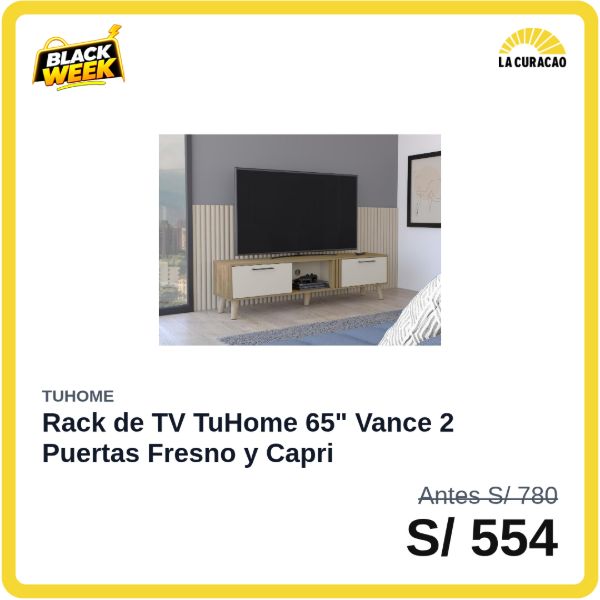 BLACK
WEEK
LA CURACAO
TUHOME
Rack de TV TuHome 65" Vance 2
Puertas Fresno y Capri
Antes S/ 780
S/ 554